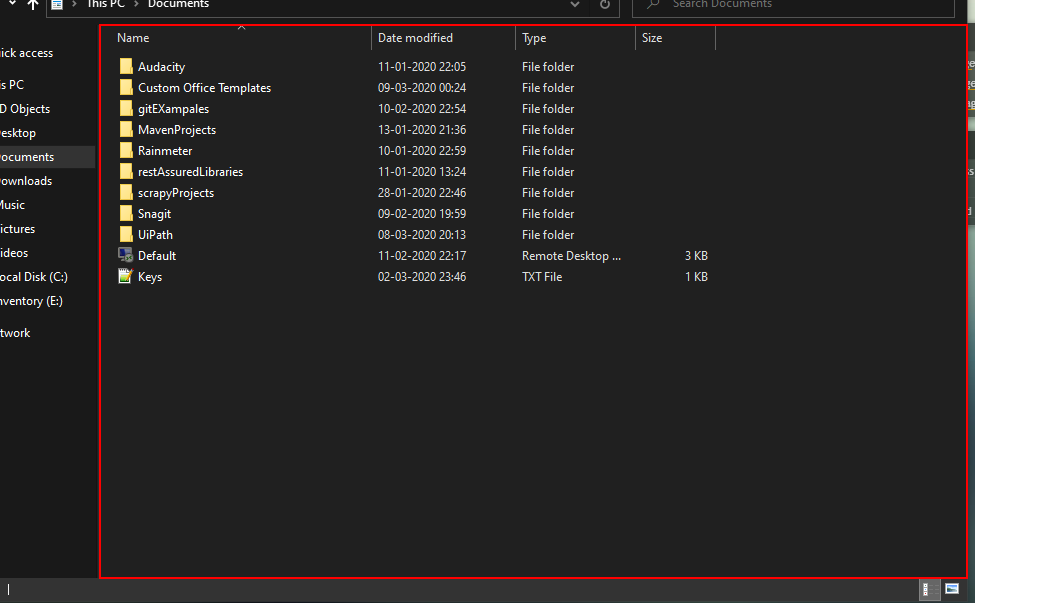 This PC > Documents
Search Documents
ick access
is PC
D Objects
esktop
ocuments
ownloads
Music
ictures
ideos
ocal Disk (C:)
nventory (E:)
twork
Name Date modified Type Size
Audacity 11-01-2020 22:05 File folder
Custom Office Templates 09-03-2020 00:24 File folder
gitEXampales 10-02-2020 22:54 File folder
MavenProjects 13-01-2020 21:36 File folder
Rainmeter 10-01-2020 22:59 File folder
restAssuredLibraries 11-01-2020 13:24 File folder
scrapyProjects 28-01-2020 22:46 File folder
Snagit 09-02-2020 19:59 File folder
UiPath 08-03-2020 20:13 File folder
Default 11-02-2020 22:17 Remote Desktop ... 3 KB
Keys 02-03-2020 23:46 TXT File 1 KB